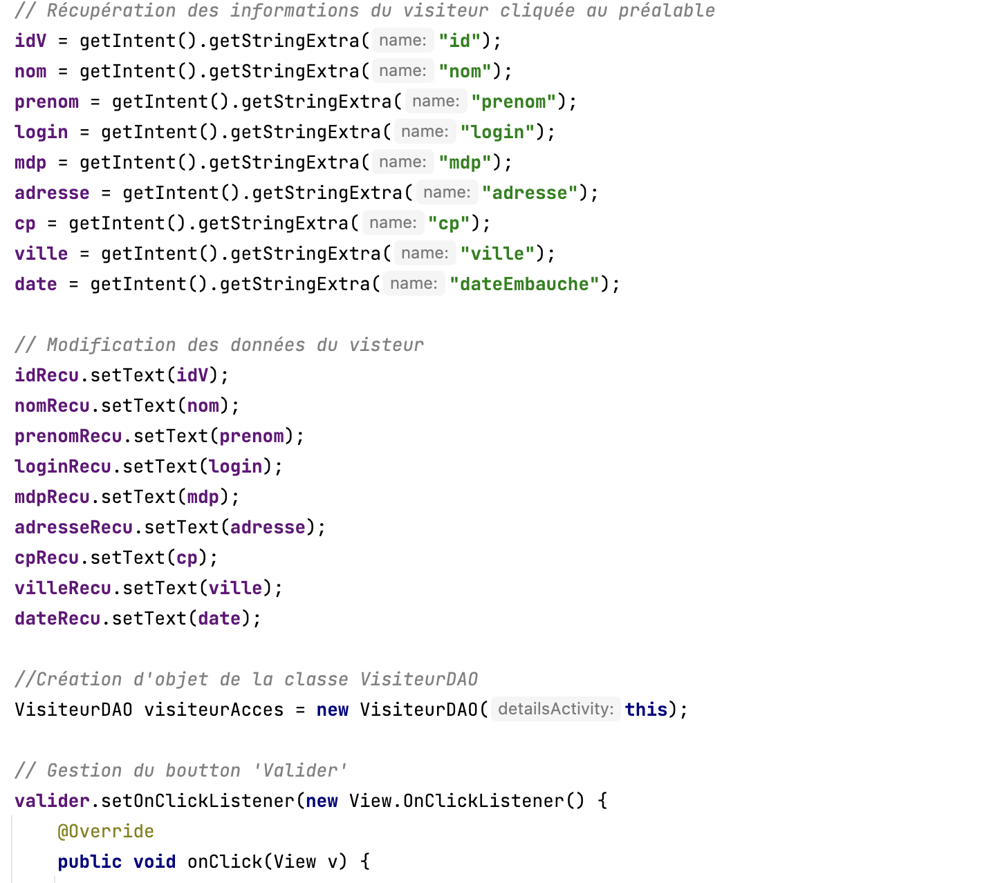 // Récupération des informations du visiteur cliquée au préalable
idV = getIntent().getStringExtra( name: "id");
nom = getIntent().getStringExtra( name: "nom");
prenom = getIntent().getStringExtra( name: "prenom");
login = getIntent().getStringExtra( name: "login");
mdp = getIntent().getStringExtra( name: "mdp");
adresse = getIntent().getStringExtra( name: "adresse");
cp = getIntent().getStringExtra( name: "cp");
ville = getIntent().getStringExtra( name: "ville");
date = getIntent().getStringExtra( name: "dateEmbauche");
// Modification des données du visteur
idRecu.setText(idV);
nomRecu.setText(nom);
prenomRecu.setText(prenom);
loginRecu.setText(login);
mdpRecu.setText(mdp);
adresseRecu.setText(adresse);
cpRecu.setText(cp);
villeRecu.setText(ville);
dateRecu.setText(date);
//Création d'objet de la classe VisiteurDAO
VisiteurDAO visiteurAcces = new VisiteurDAO( detailsActivity: this);
// Gestion du boutton 'Valider'
valider.setOnClickListener(new View.OnClickListener() {
@Override
public void onClick(View v) {